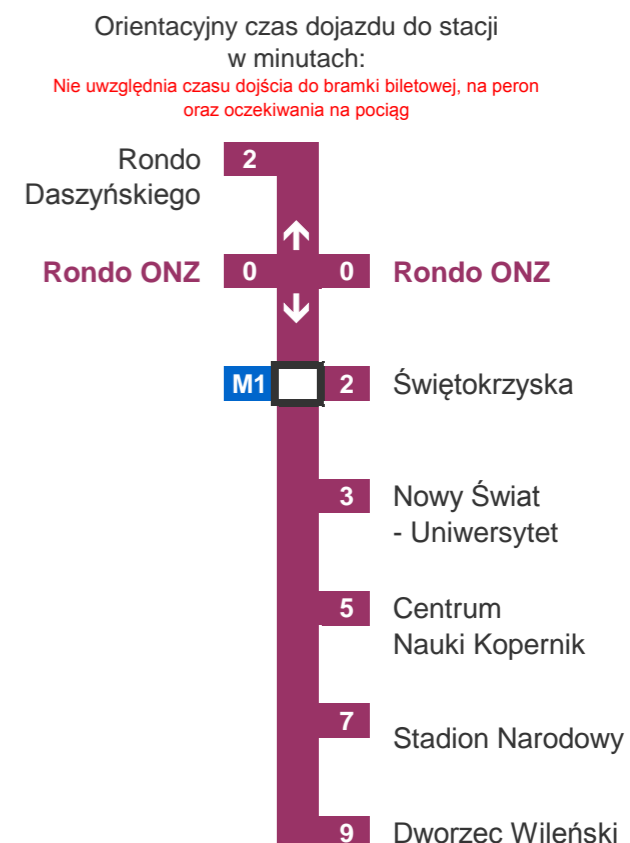 Orientacyjny czas dojazdu do stacji
w minutach:
Nie uwzględnia czasu dojścia do bramki biletowej, na peron
oraz oczekiwania na pociąg
Rondo 2
Daszyńskiego
Rondo ONZ 0 0 Rondo ONZ
M1 2 Świętokrzyska
3 Nowy Świat
- Uniwersytet
5 Centrum
Nauki Kopernik
7 Stadion Narodowy
9 Dworzec Wileński